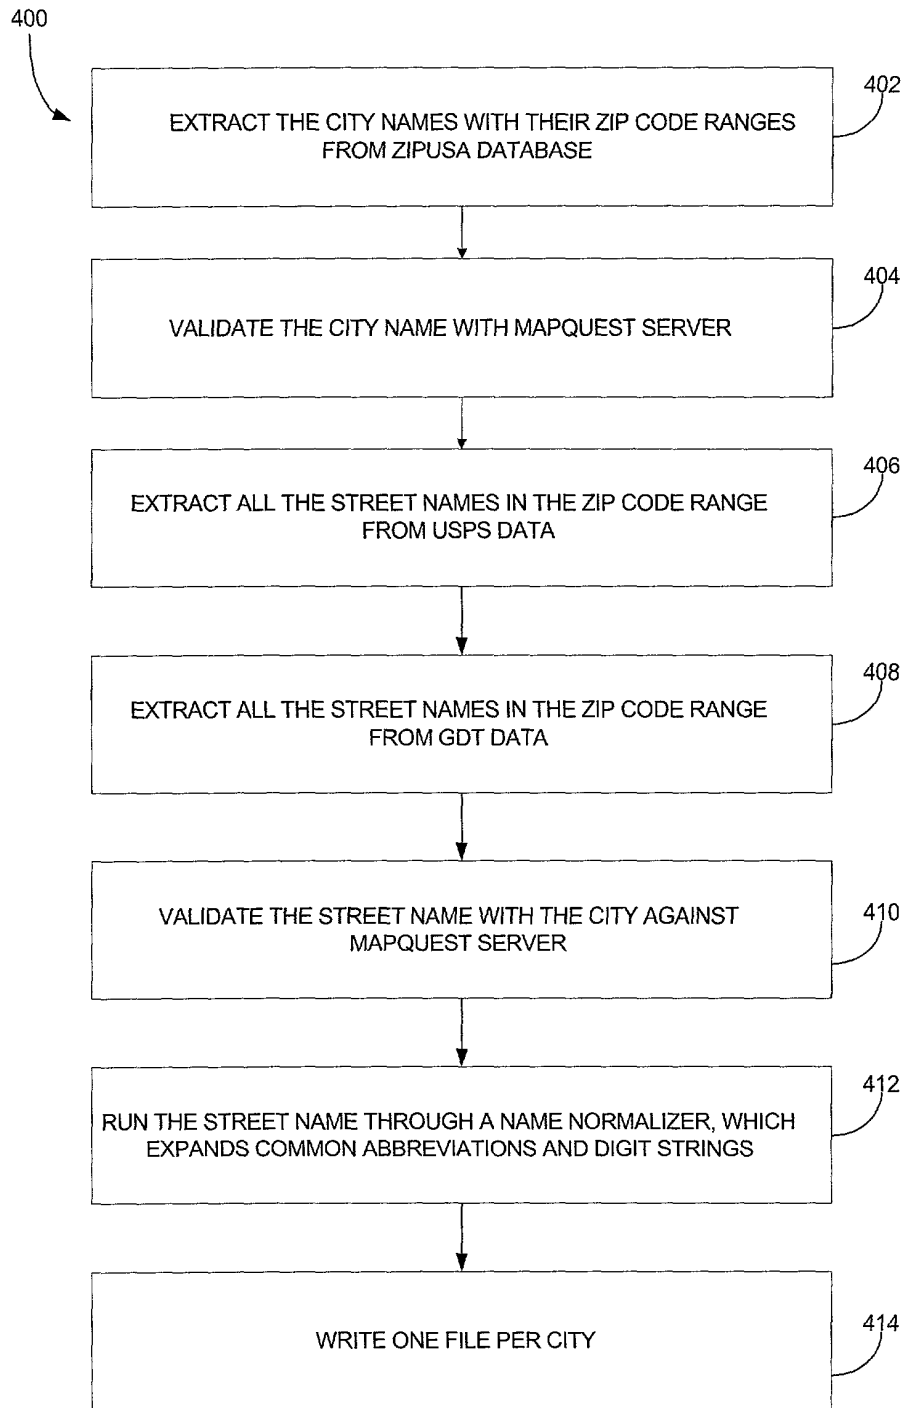 400
402
EXTRACT THE CITY NAMES WITH THEIR ZIP CODE RANGES
FROM ZIPUSA DATABASE
404
VALIDATE THE CITY NAME WITH MAPQUEST SERVER
406
EXTRACT ALL THE STREET NAMES IN THE ZIP CODE RANGE
FROM USPS DATA
408
EXTRACT ALL THE STREET NAMES IN THE ZIP CODE RANGE
FROM GDT DATA
410
VALIDATE THE STREET NAME WITH THE CITY AGAINST
MAPQUEST SERVER
412
RUN THE STREET NAME THROUGH A NAME NORMALIZER, WHICH
EXPANDS COMMON ABBREVIATIONS AND DIGIT STRINGS
414
WRITE ONE FILE PER CITY